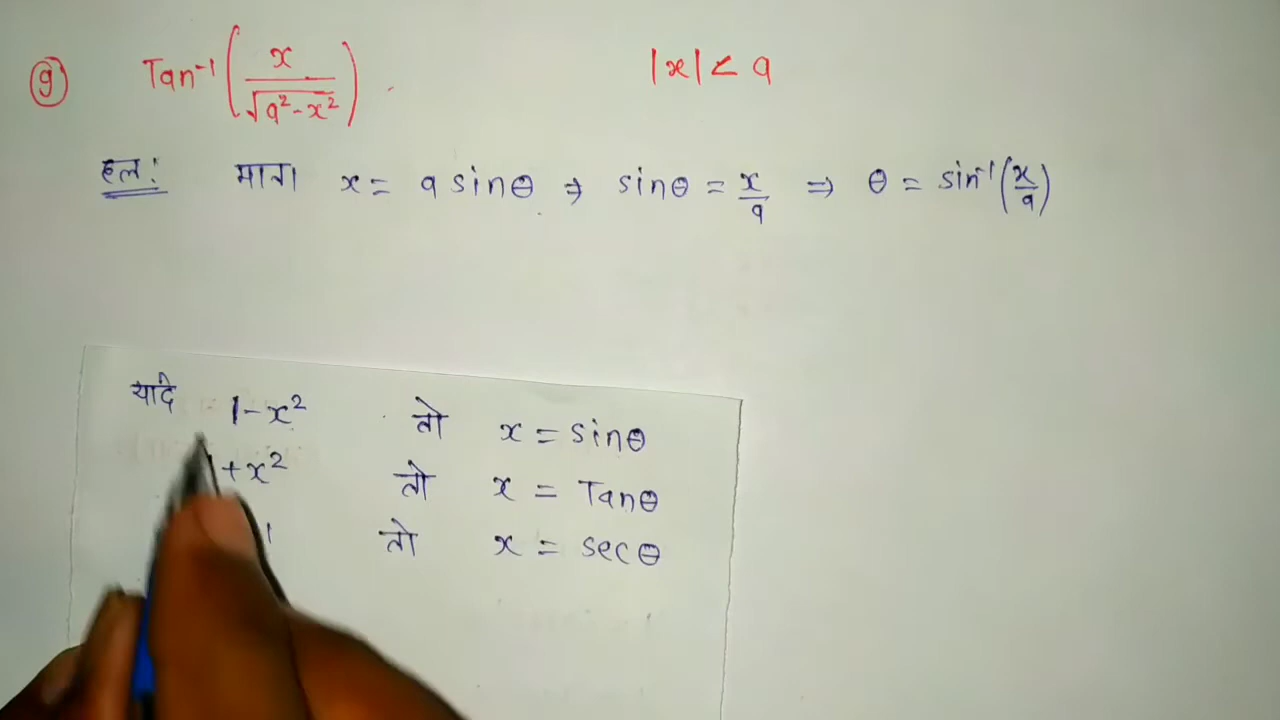 9 Tan⁻¹(x/√a²-x²) |x| < a
हल: माना x = a sinθ ⇒ sinθ = x/a ⇒ θ = sin⁻¹(x/a)
यदि 1-x² तो x = sinθ
+x² तो x = Tanθ
तो x = secθ